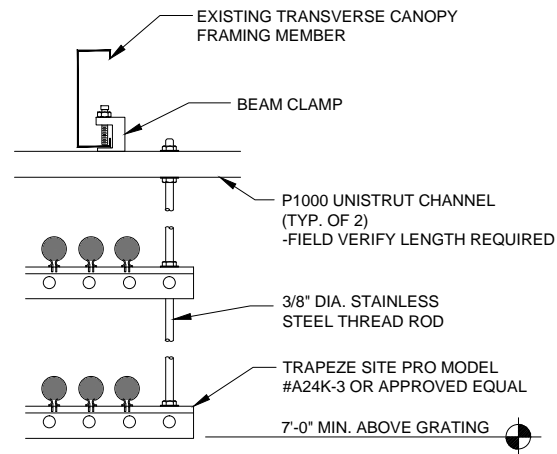 EXISTING TRANSVERSE CANOPY
FRAMING MEMBER
BEAM CLAMP
P1000 UNISTRUT CHANNEL
(TYP. OF 2)
-FIELD VERIFY LENGTH REQUIRED
3/8" DIA. STAINLESS
STEEL THREAD ROD
TRAPEZE SITE PRO MODEL
#A24K-3 OR APPROVED EQUAL
7'-0" MIN. ABOVE GRATING